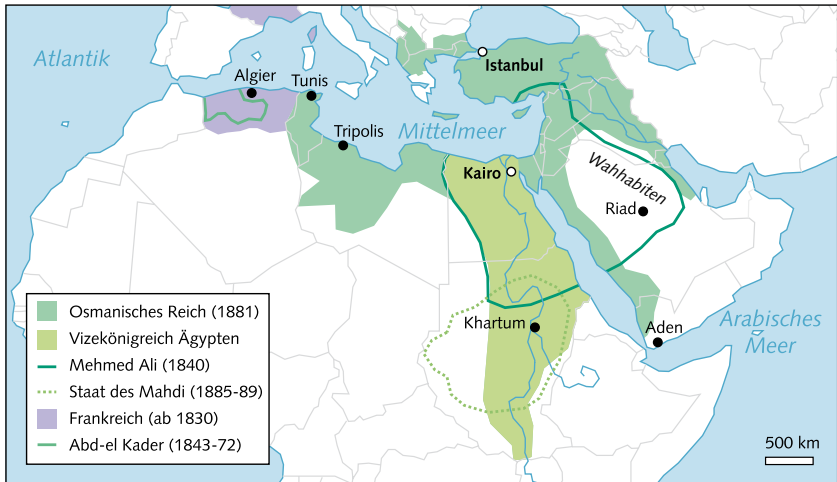 Atlantik
Algier
Tunis
Istanbul
Tripolis
Mittelmeer
Kairo
Wahhabiten
Riad
Khartum
Aden
Arabisches
Meer
Osmanisches Reich (1881)
Vizekönigreich Ägypten
Mehmed Ali (1840)
Staat des Mahdi (1885-89)
Frankreich (ab 1830)
Abd-el Kader (1843-72)
500 km